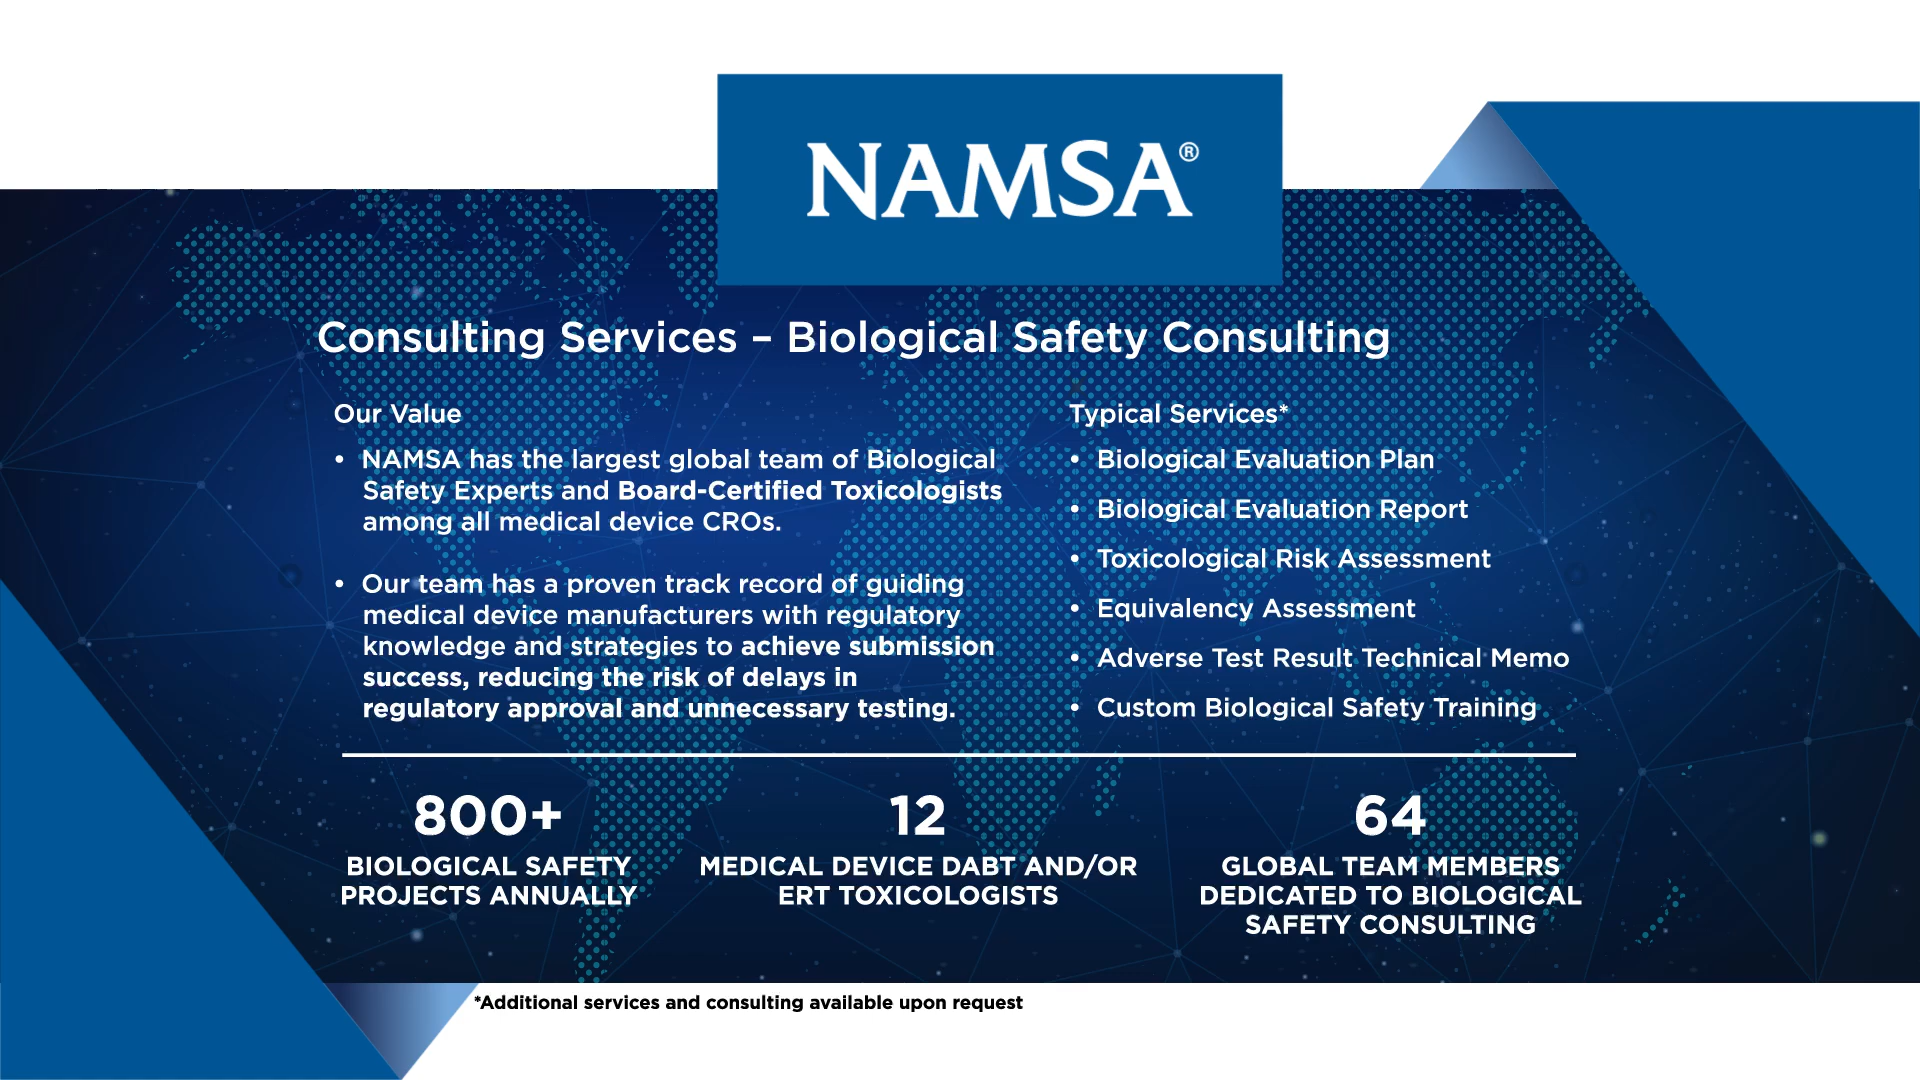 NAMSA®
Consulting Services – Biological Safety Consulting
Our Value
• NAMSA has the largest global team of Biological
Safety Experts and Board-Certified Toxicologists
among all medical device CROs.
• Our team has a proven track record of guiding
medical device manufacturers with regulatory
knowledge and strategies to achieve submission
success, reducing the risk of delays in
regulatory approval and unnecessary testing.
Typical Services*
• Biological Evaluation Plan
• Biological Evaluation Report
• Toxicological Risk Assessment
• Equivalency Assessment
• Adverse Test Result Technical Memo
• Custom Biological Safety Training
800+
BIOLOGICAL SAFETY
PROJECTS ANNUALLY
12
MEDICAL DEVICE DABT AND/OR
ERT TOXICOLOGISTS
64
GLOBAL TEAM MEMBERS
DEDICATED TO BIOLOGICAL
SAFETY CONSULTING
*Additional services and consulting available upon request